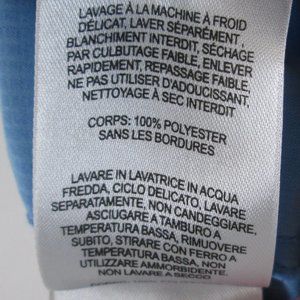 LAVAGE À LA MACHINE À FROID
DÉLICAT, LAVER SÉPARÉMENT,
BLANCHIMENT INTERDIT, SÉCHAGE
PAR CULBUTAGE FAIBLE, ENLEVER
RAPIDEMENT, REPASSAGE FAIBLE,
NE PAS UTILISER D'ADOUCISSANT,
NETTOYAGE À SEC INTERDIT
CORPS: 100% POLYESTER
SANS LES BORDURES
LAVARE IN LAVATRICE IN ACQUA
FREDDA, CICLO DELICATO, LAVARE
SEPARATAMENTE, NON CANDEGGIARE,
ASCIUGARE A TAMBURO A
TEMPERATURA BASSA, RIMUOVERE
SUBITO, STIRARE CON FERRO A
TEMPERATURA BASSA, NON
UTILIZZARE AMMORBIDENTE,
NON LAVARE A SECCO